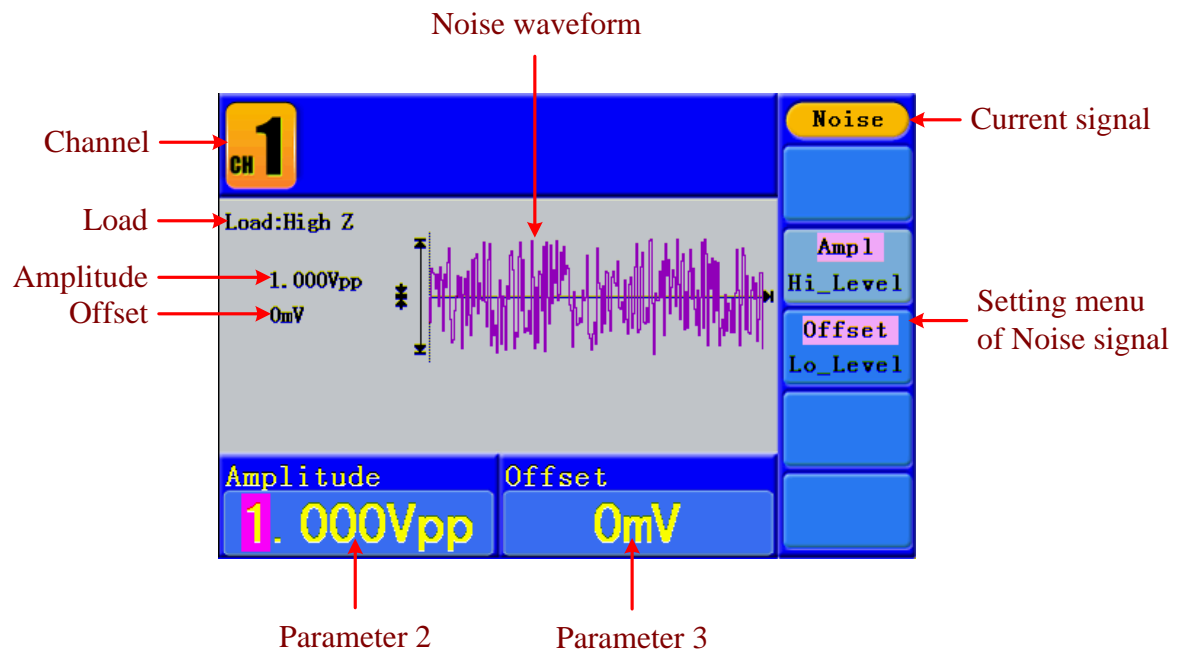 Noise waveform
Channel
CH 1
Noise
Current signal
Load
Load:High Z
Amplitude
1.000Vpp
Offset
0mV
Ampl
Hi_Level
Offset
Lo_Level
Setting menu
of Noise signal
Amplitude
1.000Vpp
Offset
0mV
Parameter 2
Parameter 3